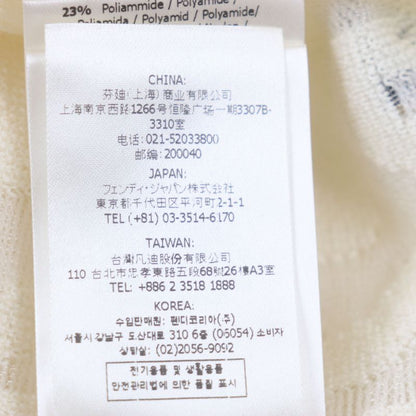 23% Poliammide / Polyamide /
Poliamida / Polyamid / Polyamide
CHINA:
芬迪(上海)商业有限公司
上海南京西路1266号恒隆广场一期3307B-
3310室
电话: 021-52033800
邮编: 200040
JAPAN:
フェンディ・ジャパン株式会社
東京都千代田区平河町2-1-1
TEL (+81) 03-3514-6170
TAIWAN:
台灣凡迪股份有限公司
110 台北市忠孝東路五段68號26樓A3室
TEL: +886 2 3518 1888
KOREA:
수입판매원: 펜디코리아(주)
서울시 강남구 도산대로 310 6층 (06054) 수입처
상담실: (02)2056-9092
전기용품 및 생활용품
안전관리법에 의한 품질 표시